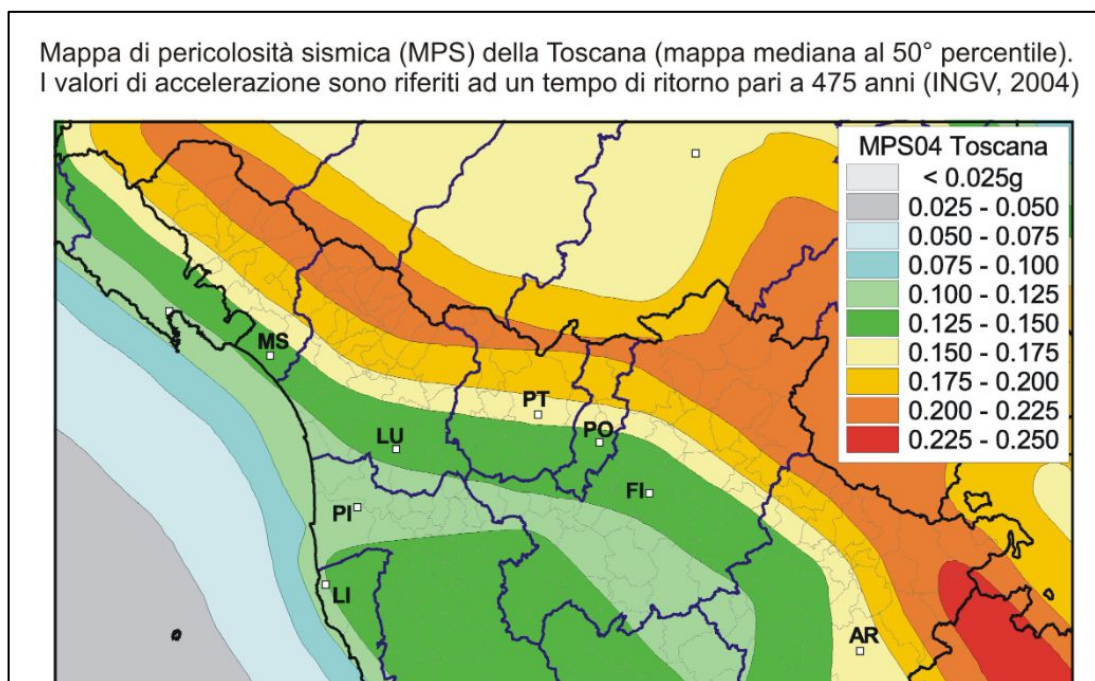 Mappa di pericolosità sismica (MPS) della Toscana (mappa mediana al 50° percentile).
I valori di accelerazione sono riferiti ad un tempo di ritorno pari a 475 anni (INGV, 2004)
MPS04 Toscana
< 0.025g
0.025 - 0.050
0.050 - 0.075
0.075 - 0.100
0.100 - 0.125
0.125 - 0.150
0.150 - 0.175
0.175 - 0.200
0.200 - 0.225
0.225 - 0.250
MS
PT
LU
PO
FI
PI
LI
AR